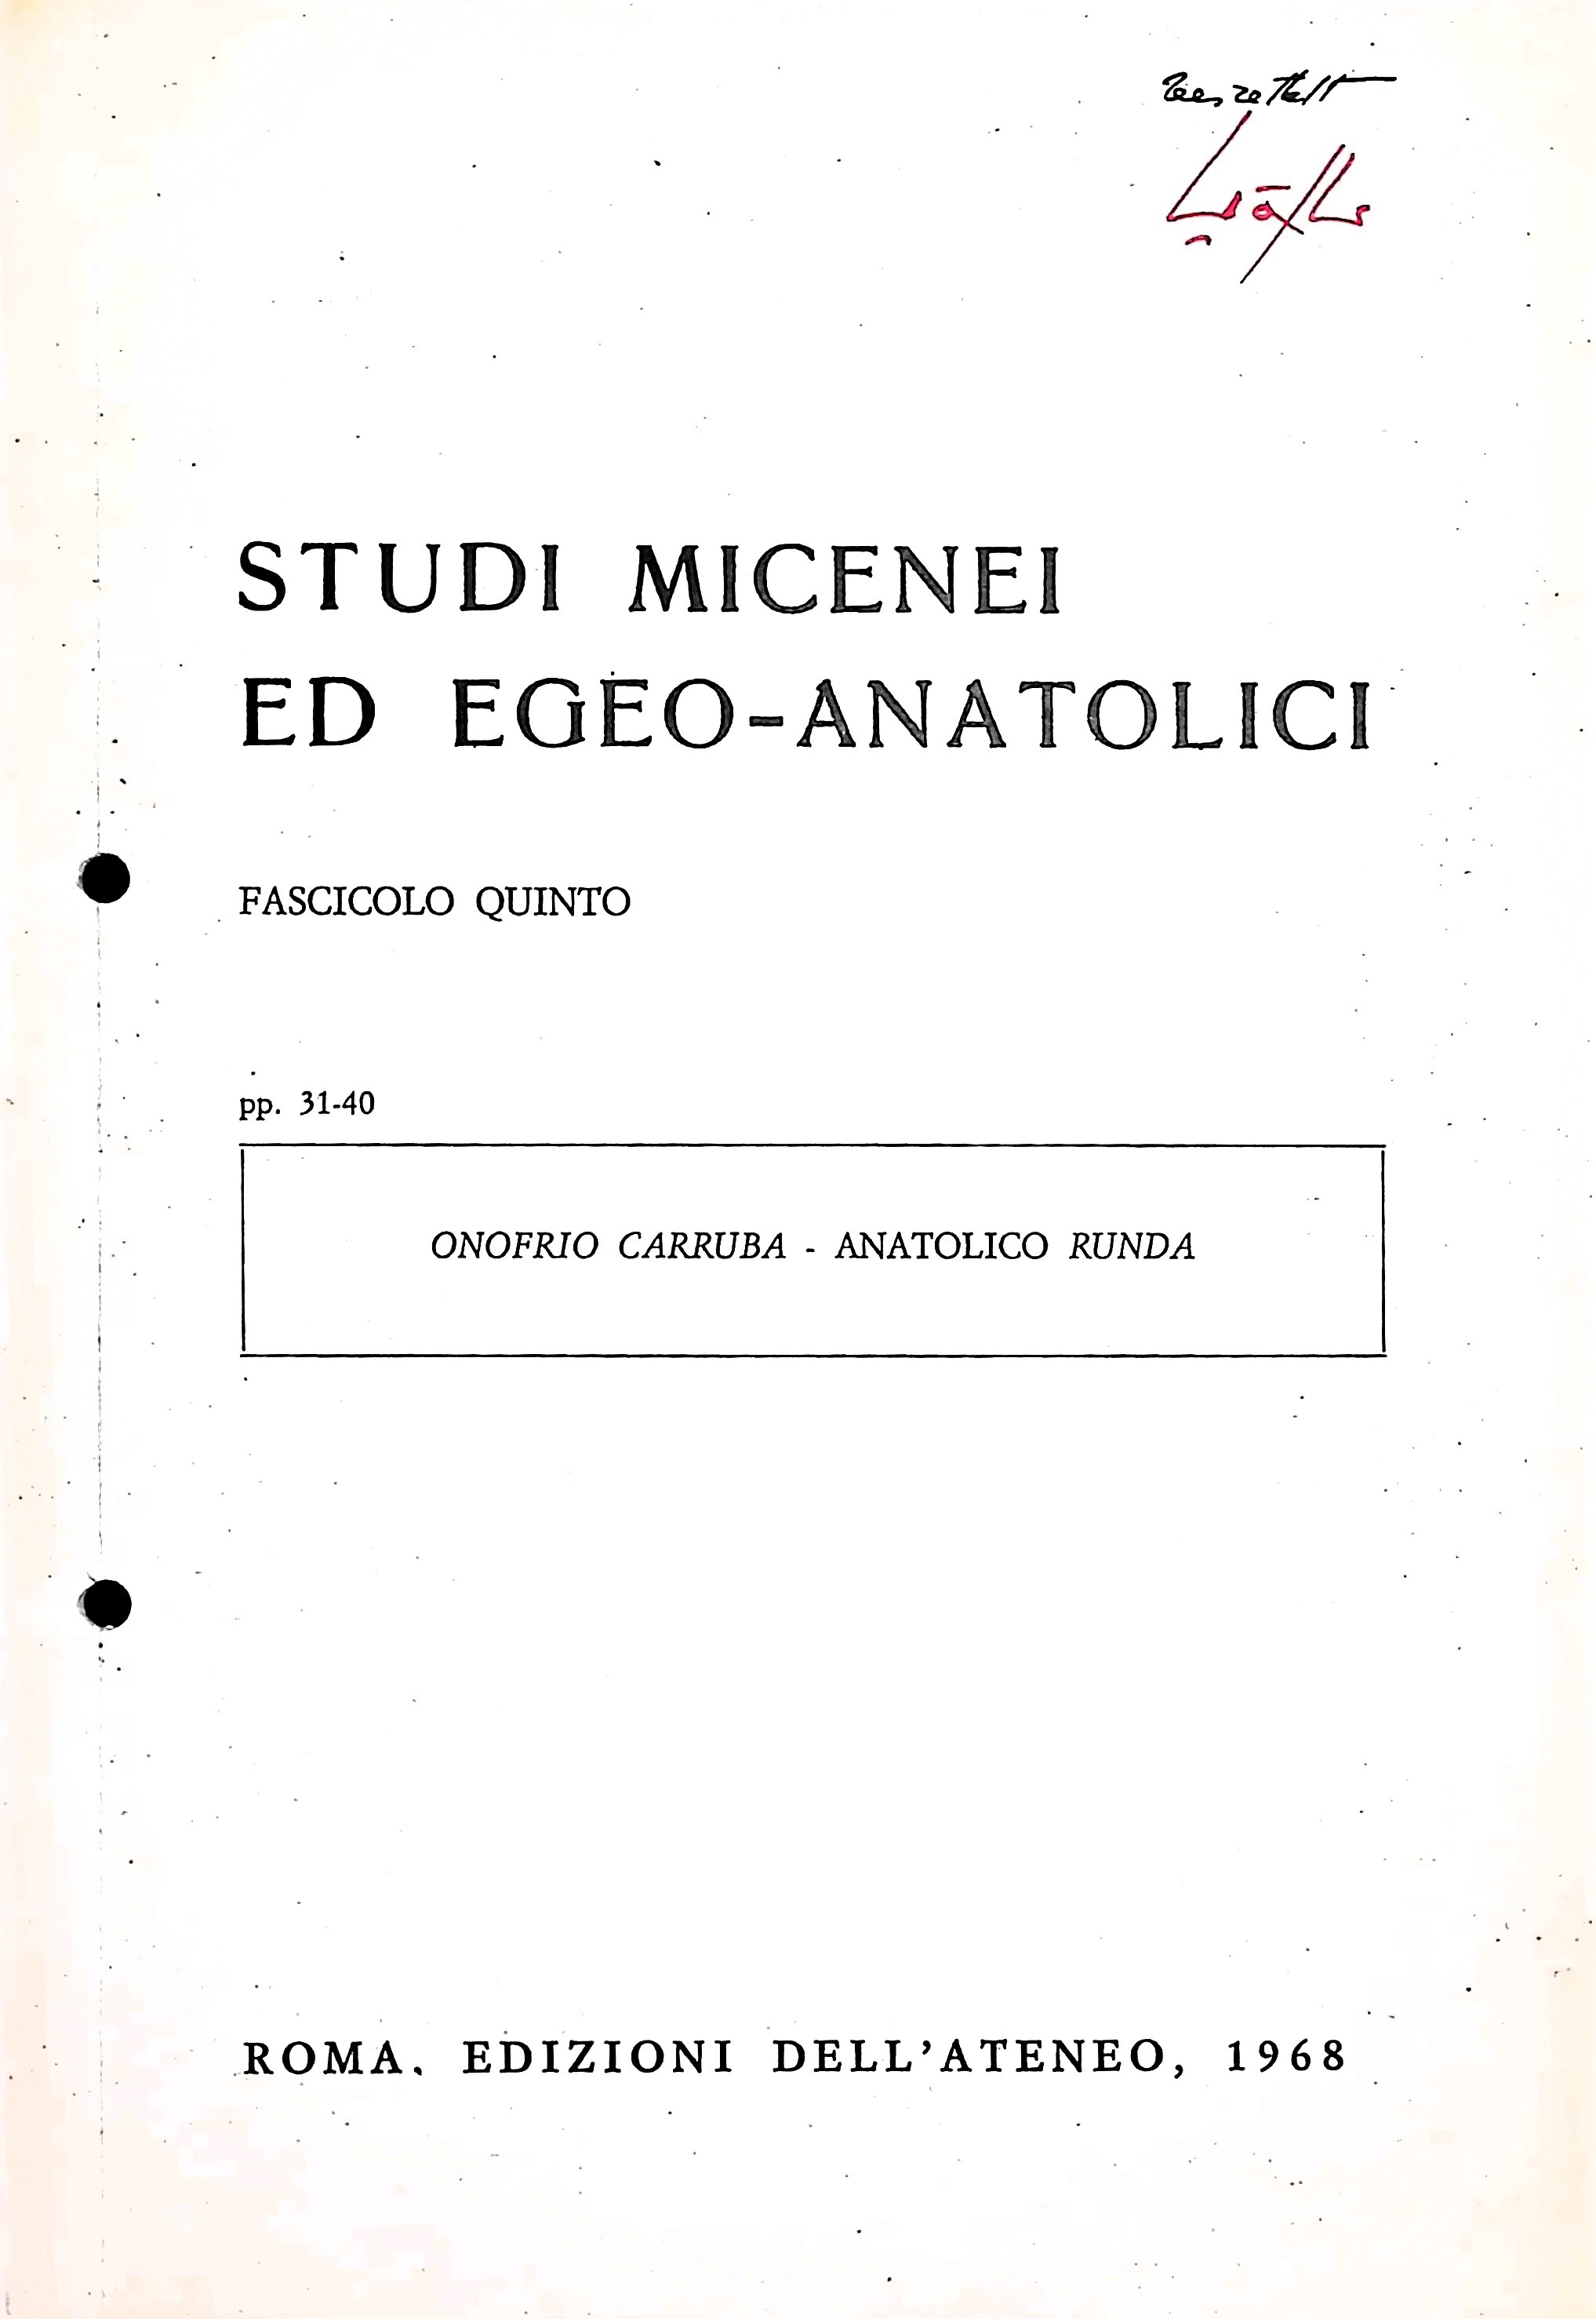 STUDI MICENEI
ED EGEO-ANATOLICI
FASCICOLO QUINTO
pp. 31-40
ONOFRIO CARRUBA - ANATOLICO RUNDA
ROMA, EDIZIONI DELL'ATENEO, 1968